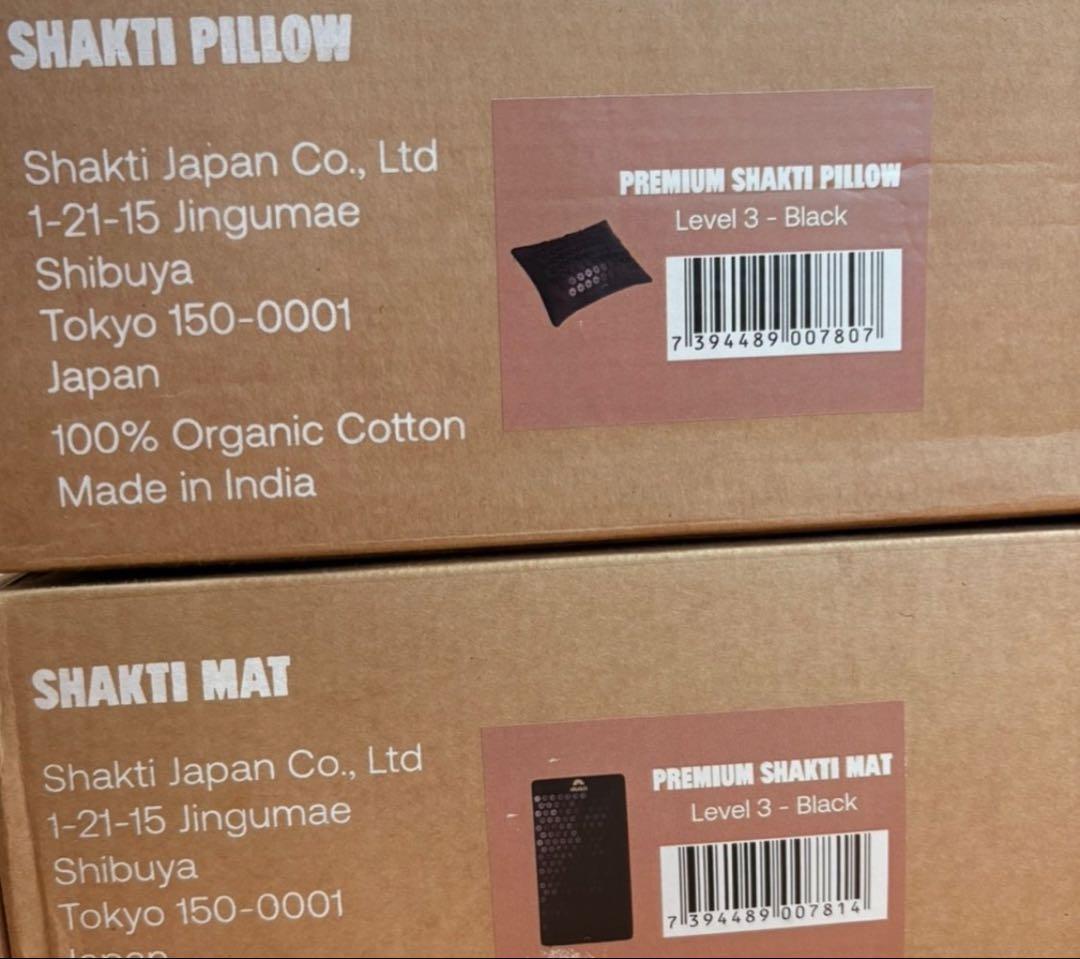 SHAKTI PILLOW
Shakti Japan Co., Ltd
1-21-15 Jingumae
Shibuya
Tokyo 150-0001
Japan
100% Organic Cotton
Made in India
PREMIUM SHAKTI PILLOW
Level 3 - Black
7 394489 007807
SHAKTI MAT
Shakti Japan Co., Ltd
1-21-15 Jingumae
Shibuya
Tokyo 150-0001
Japan
PREMIUM SHAKTI MAT
Level 3 - Black
7 394489 007814